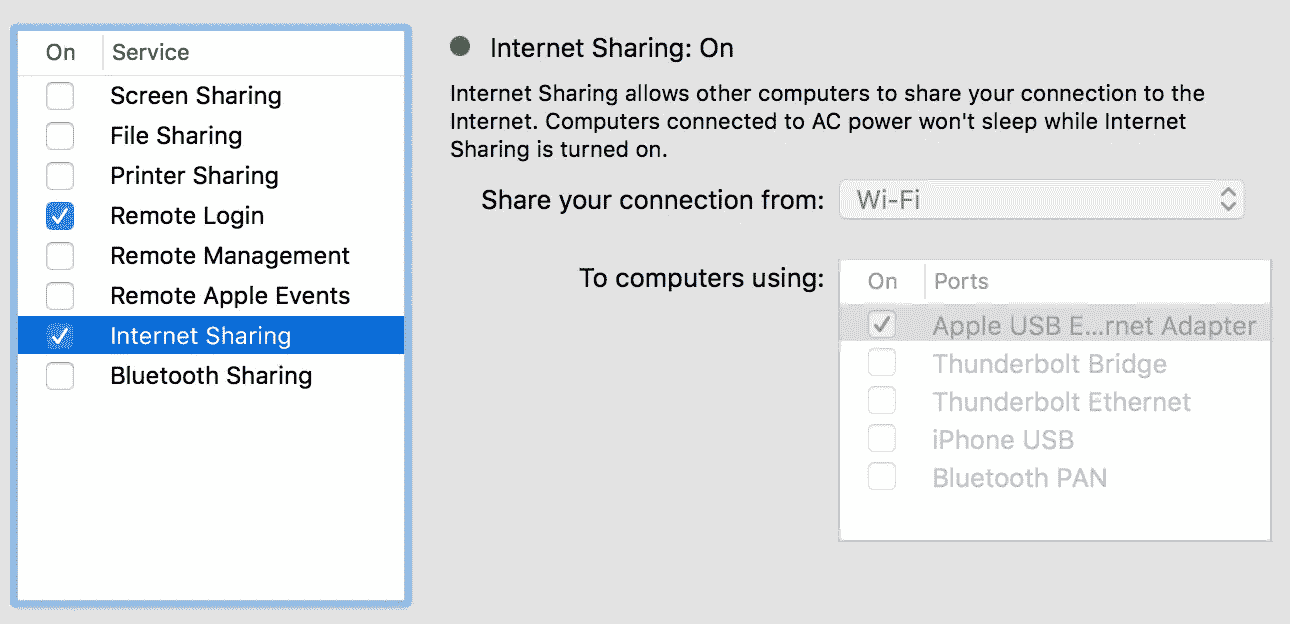 On Service
Screen Sharing
File Sharing
Printer Sharing
Remote Login
Remote Management
Remote Apple Events
Internet Sharing
Bluetooth Sharing
Internet Sharing: On
Internet Sharing allows other computers to share your connection to the
Internet. Computers connected to AC power won't sleep while Internet
Sharing is turned on.
Share your connection from: Wi-Fi
To computers using:
On Ports
Apple USB E...rnet Adapter
Thunderbolt Bridge
Thunderbolt Ethernet
iPhone USB
Bluetooth PAN